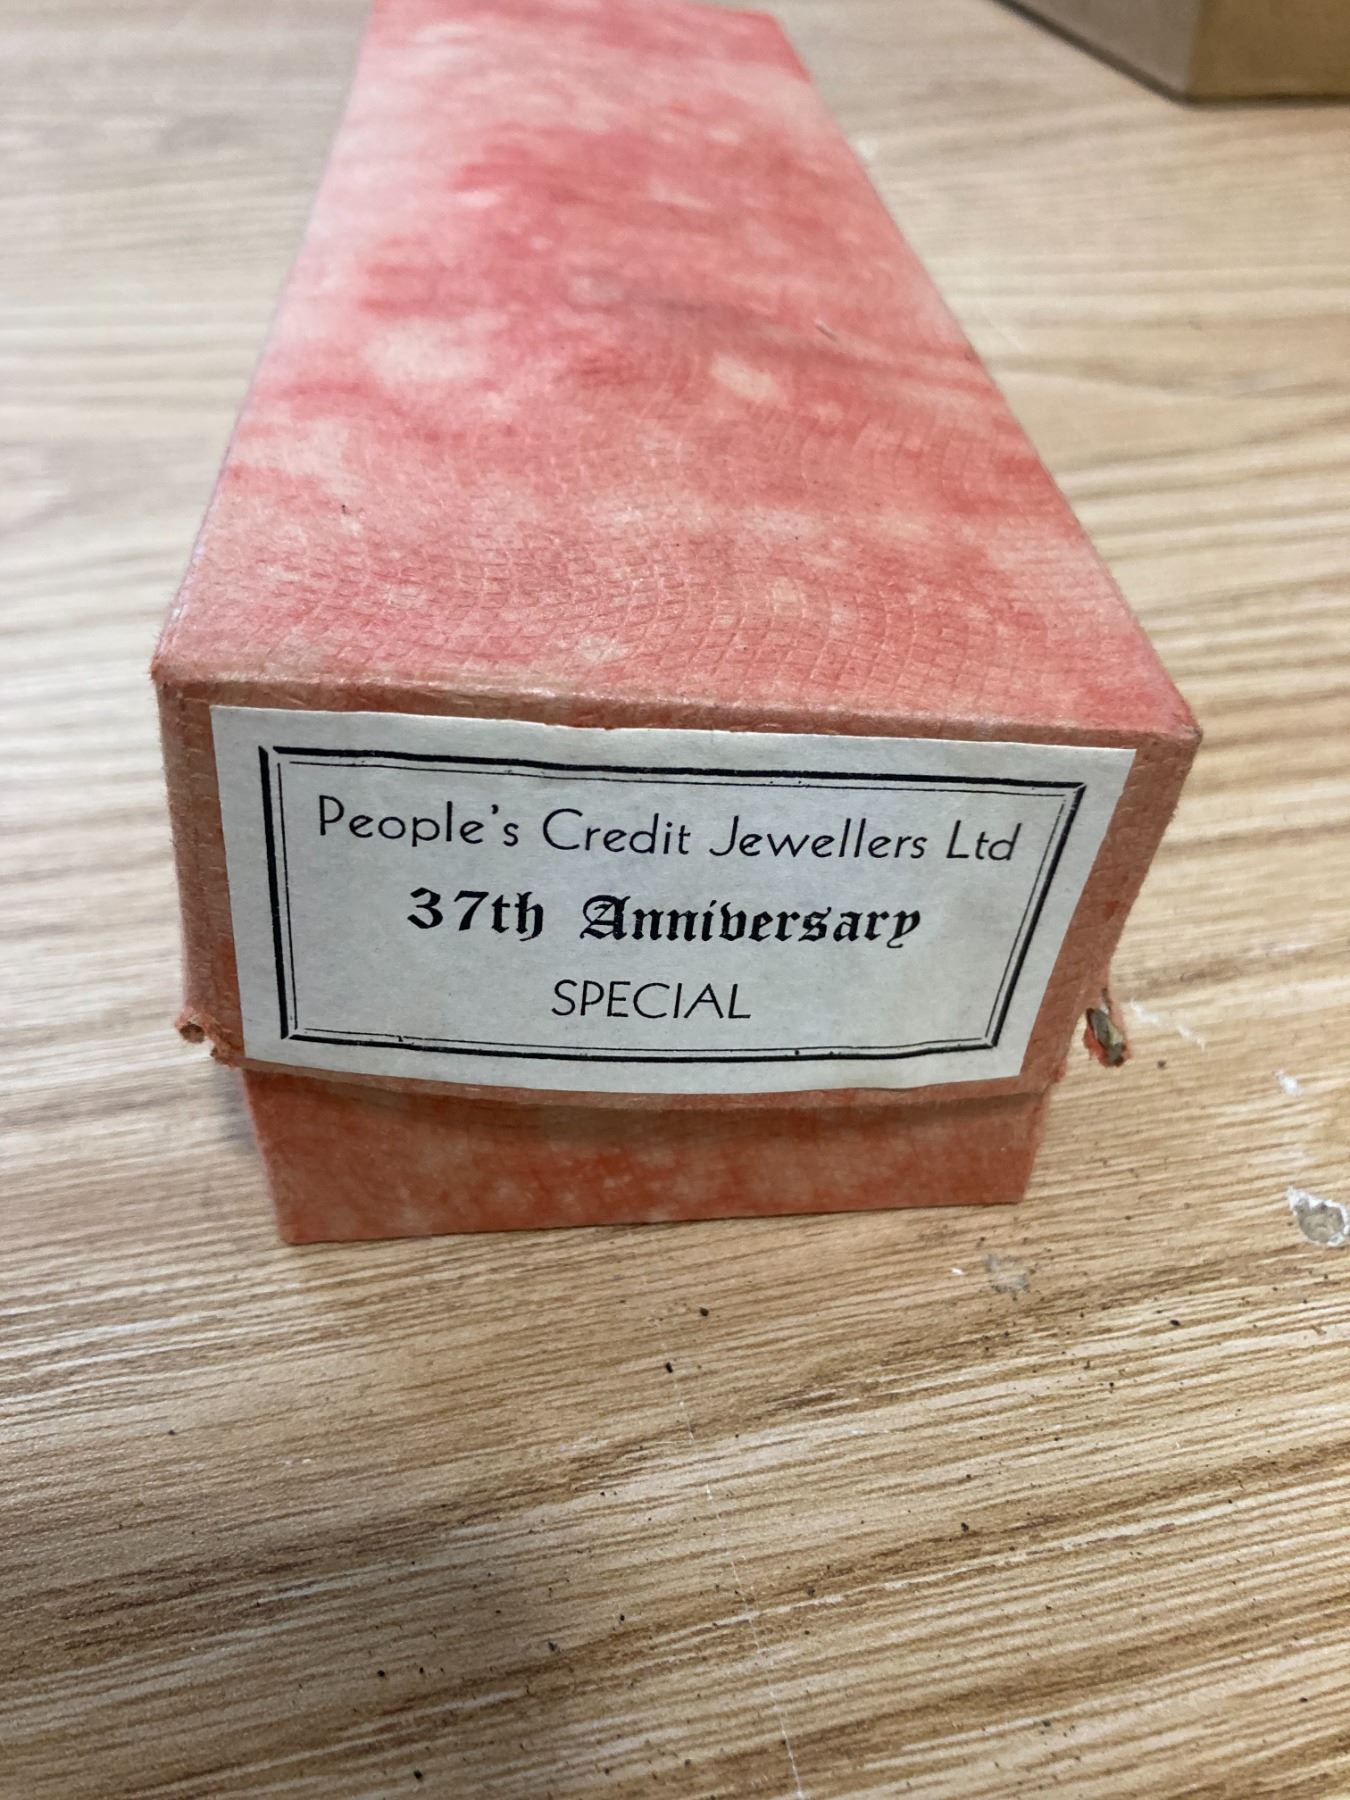 People's Credit Jewellers Ltd
37th Anniversary
SPECIAL